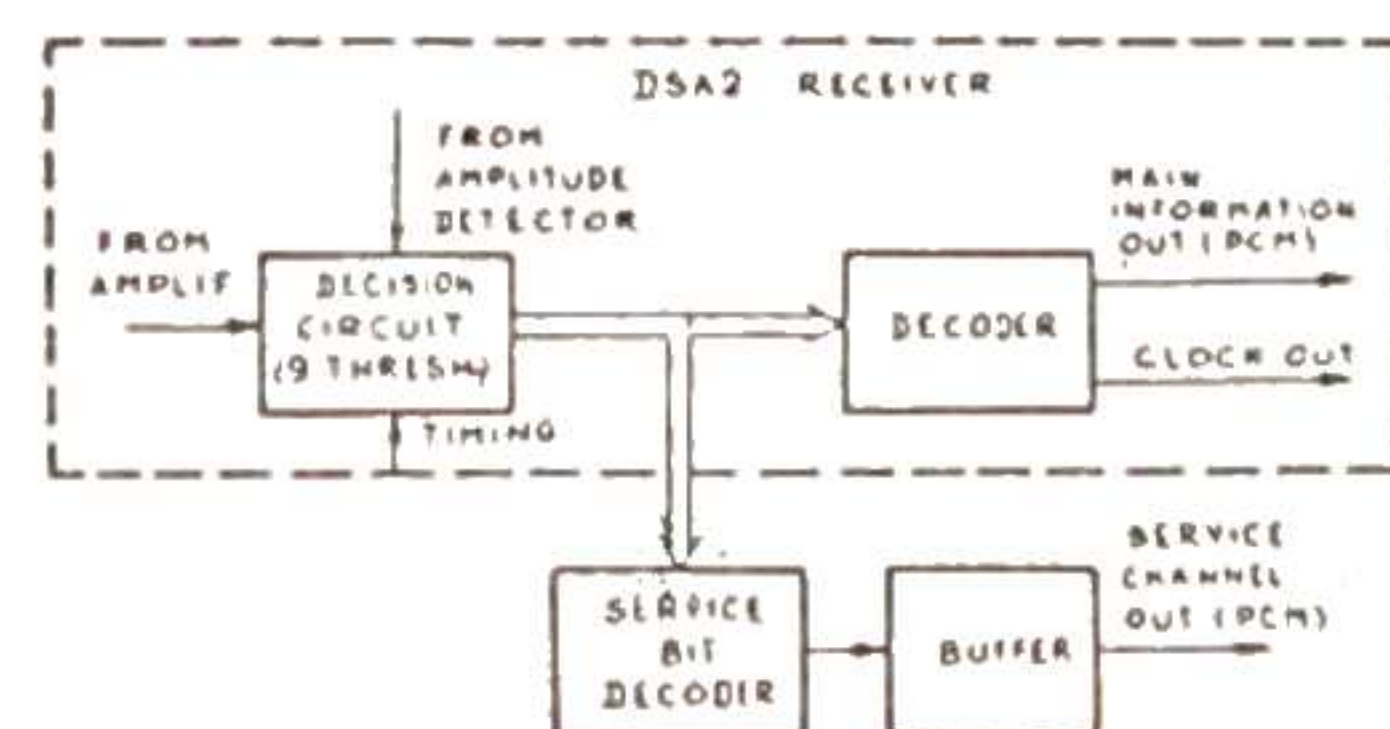 DSA2 RECEIVER
FROM
AMPLITUDE
DETECTOR
FROM
AMPLIF
DECISION
CIRCUIT
(9 THRESH)
TIMING
DECODER
MAIN
INFORMATION
OUT (PCM)
CLOCK OUT
SERVICE
BIT
DECODER
BUFFER
SERVICE
CHANNEL
OUT (PCM)